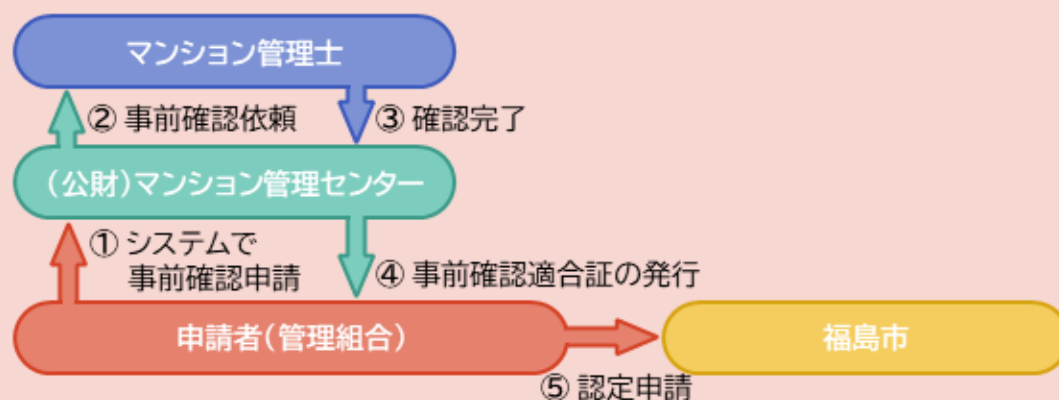 マンション管理士
② 事前確認依頼
③ 確認完了
（公財）マンション管理センター
① システムで
事前確認申請
④ 事前確認適合証の発行
申請者（管理組合）
福島市
⑤ 認定申請